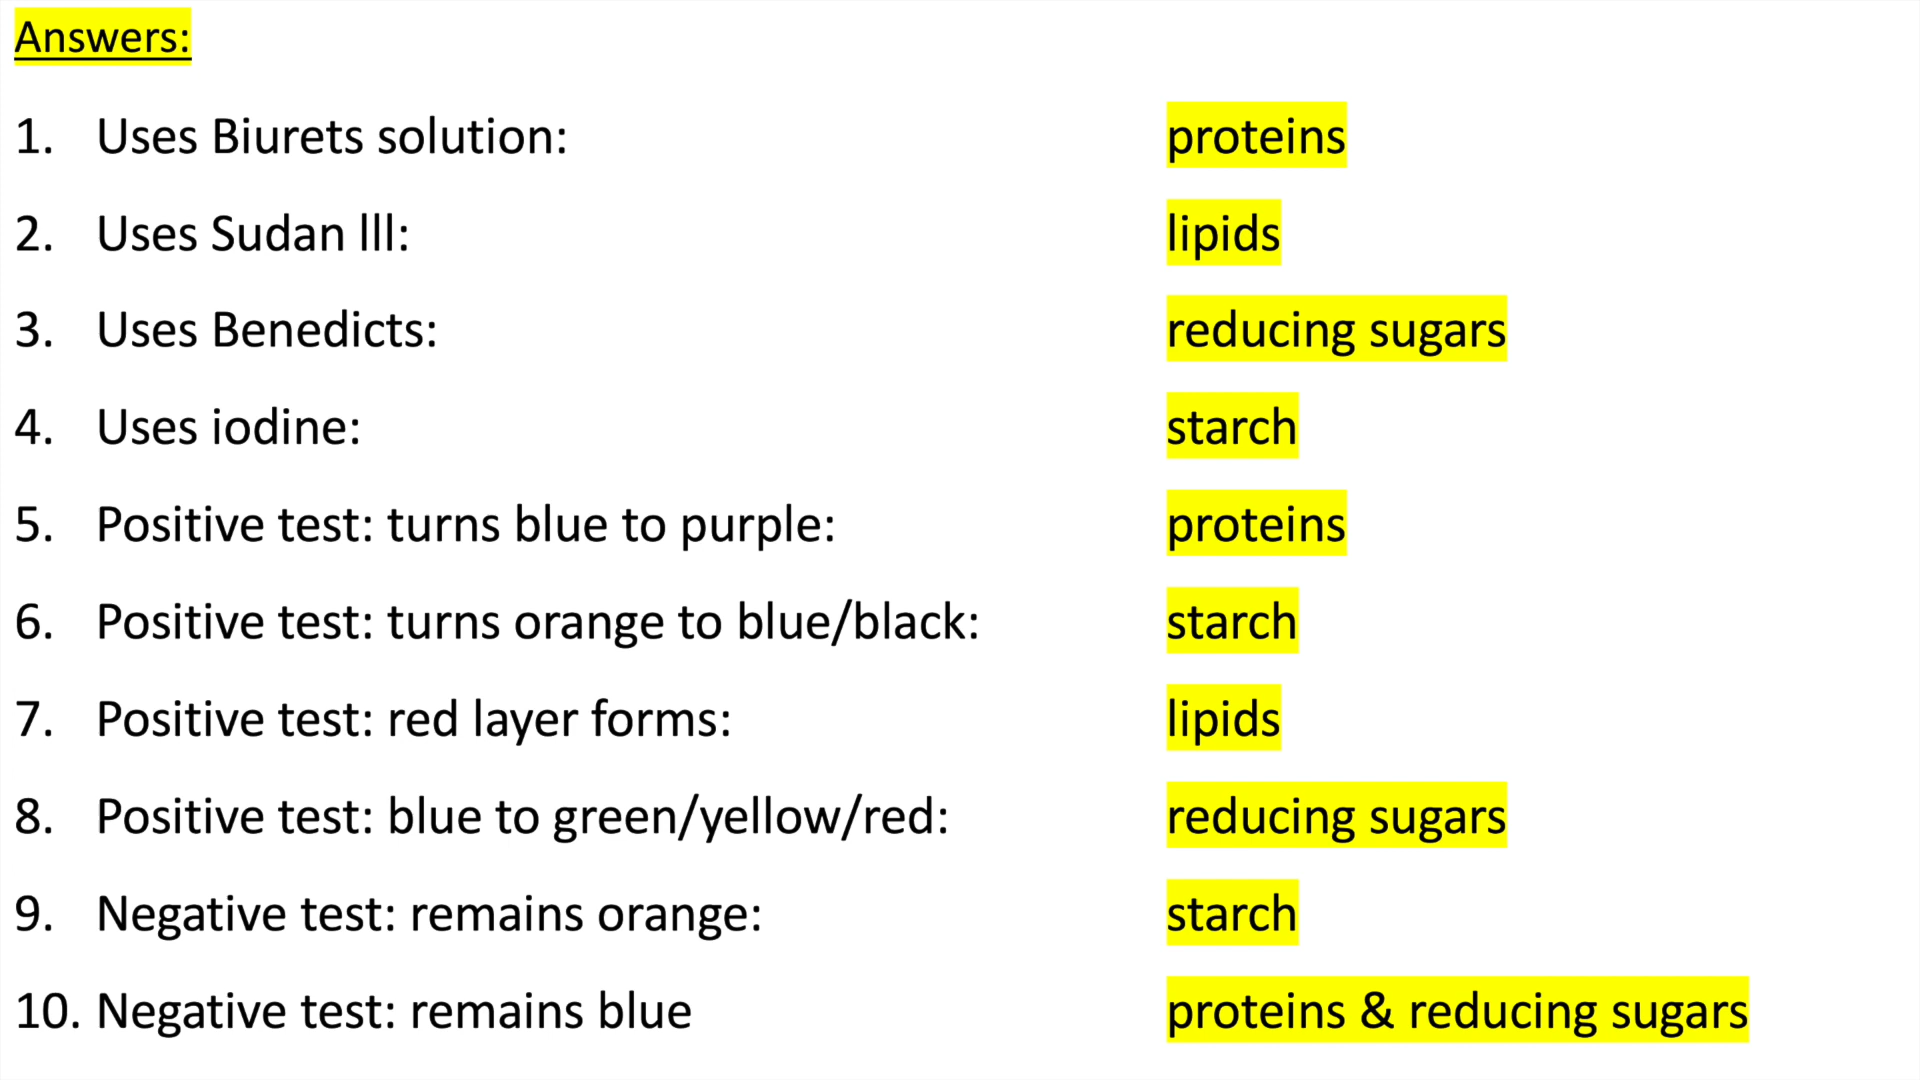 Answers:
1. Uses Biurets solution: proteins
2. Uses Sudan lll: lipids
3. Uses Benedicts: reducing sugars
4. Uses iodine: starch
5. Positive test: turns blue to purple: proteins
6. Positive test: turns orange to blue/black: starch
7. Positive test: red layer forms: lipids
8. Positive test: blue to green/yellow/red: reducing sugars
9. Negative test: remains orange: starch
10. Negative test: remains blue proteins & reducing sugars